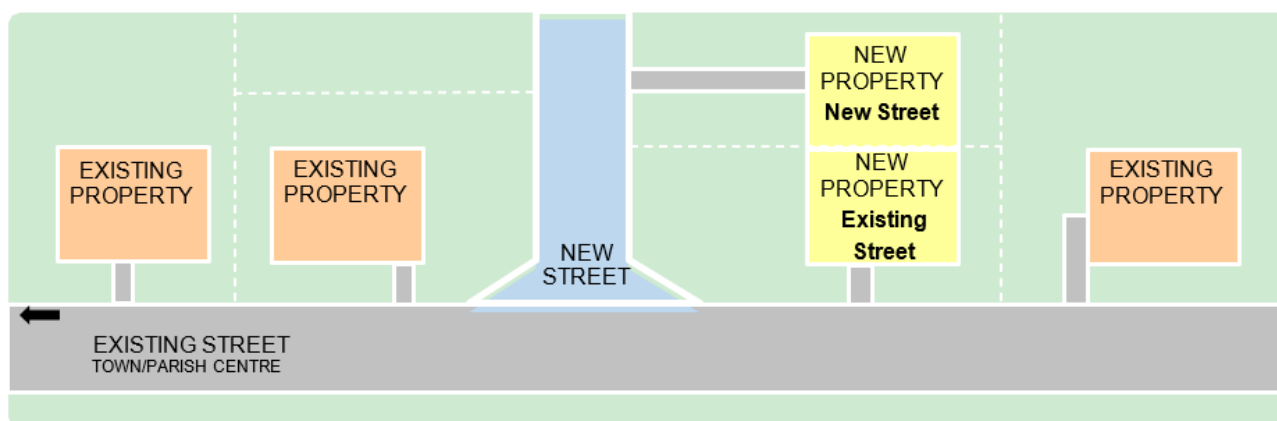 NEW
PROPERTY
New Street
EXISTING
PROPERTY
EXISTING
PROPERTY
NEW
PROPERTY
Existing
Street
EXISTING
PROPERTY
NEW
STREET
EXISTING STREET
TOWN/PARISH CENTRE